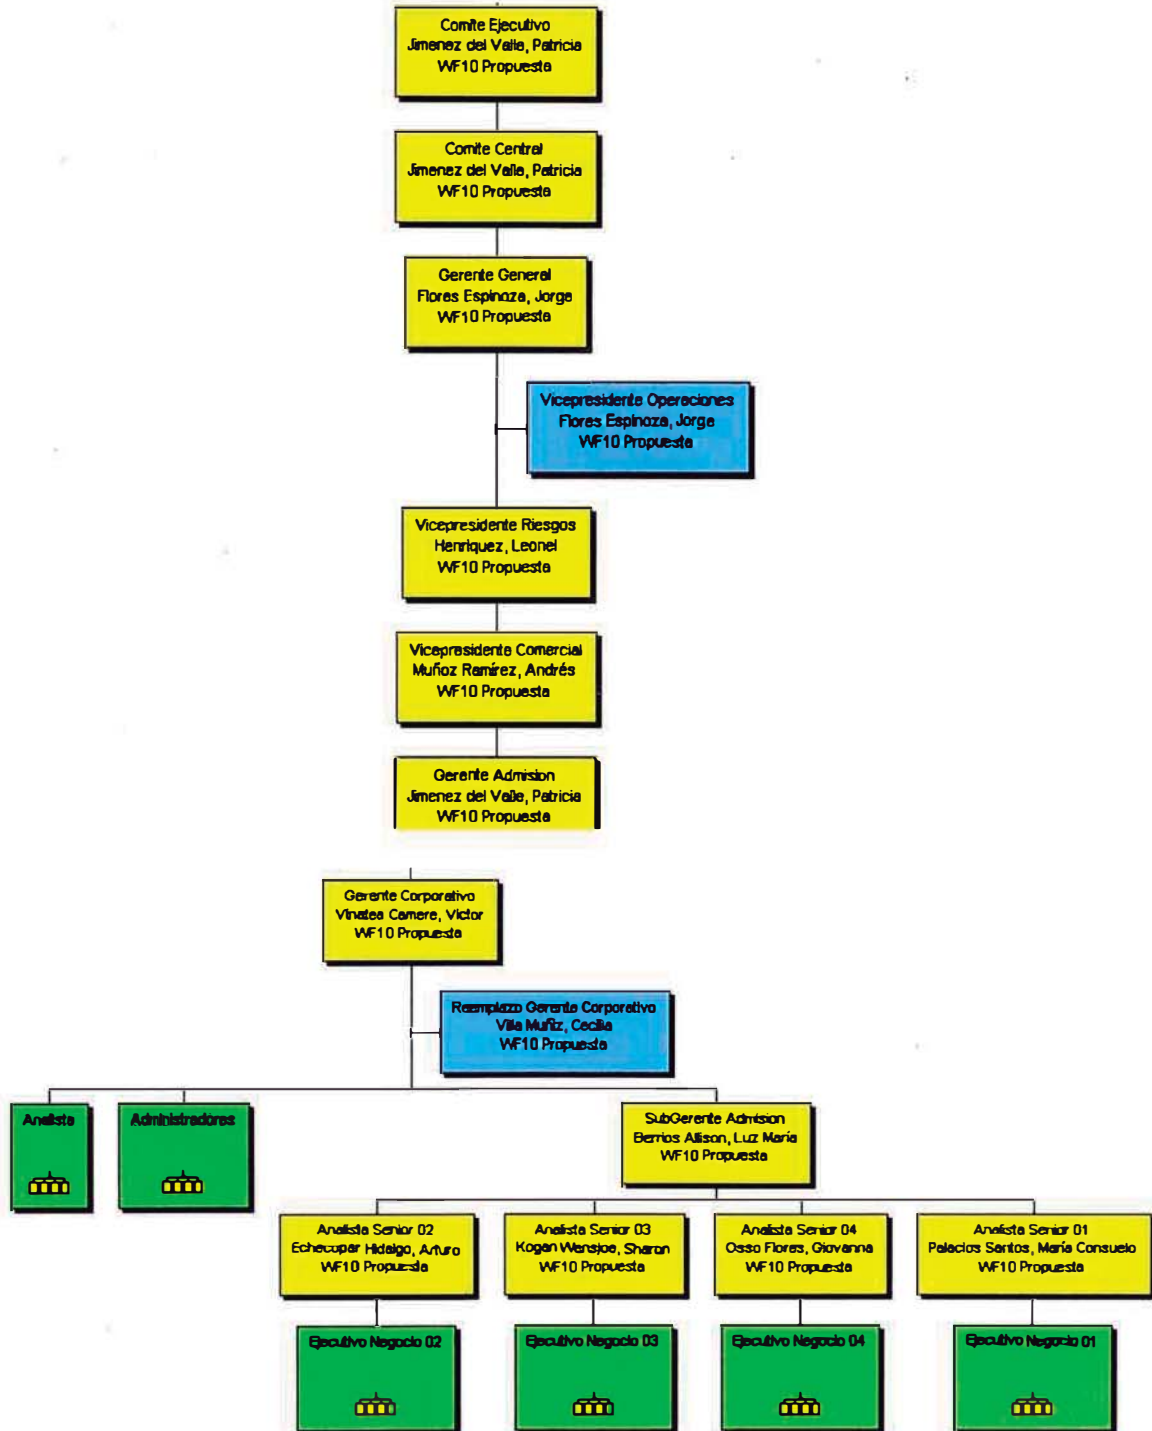 Comite Ejecutivo
Jimenez del Valle, Patricia
WF10 Propuesta
Comite Central
Jimenez del Valle, Patricia
WF10 Propuesta
Gerente General
Flores Espinoza, Jorge
WF10 Propuesta
Vicepresidente Operaciones
Flores Espinoza, Jorge
WF10 Propuesta
Vicepresidente Riesgos
Henriquez, Leonel
WF10 Propuesta
Vicepresidente Comercial
Muñoz Ramírez, Andrés
WF10 Propuesta
Gerente Admision
Jimenez del Valle, Patricia
WF10 Propuesta
Gerente Corporativo
Vinatea Camere, Victor
WF10 Propuesta
Reemplazo Gerente Corporativo
Villa Muñiz, Cecilia
WF10 Propuesta
Analista
Administradores
SubGerente Admision
Berrios Allison, Luz María
WF10 Propuesta
Analista Senior 02
Echecopar Hidalgo, Arturo
WF10 Propuesta
Analista Senior 03
Kogan Wensjoe, Sharon
WF10 Propuesta
Analista Senior 04
Osso Flores, Giovanna
WF10 Propuesta
Analista Senior 01
Palacios Santos, María Consuelo
WF10 Propuesta
Ejecutivo Negocio 02
Ejecutivo Negocio 03
Ejecutivo Negocio 04
Ejecutivo Negocio 01